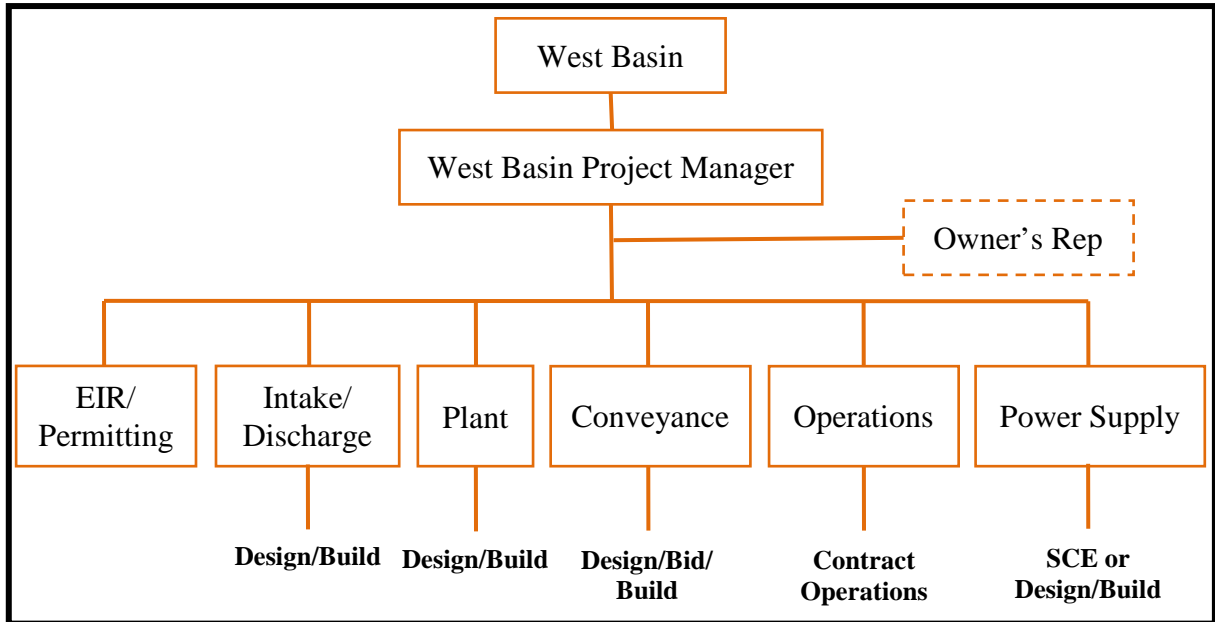 West Basin
West Basin Project Manager
Owner’s Rep
EIR/
Permitting
Intake/
Discharge
Plant
Conveyance
Operations
Power Supply
Design/Build
Design/Build
Design/Bid/
Build
Contract
Operations
SCE or
Design/Build